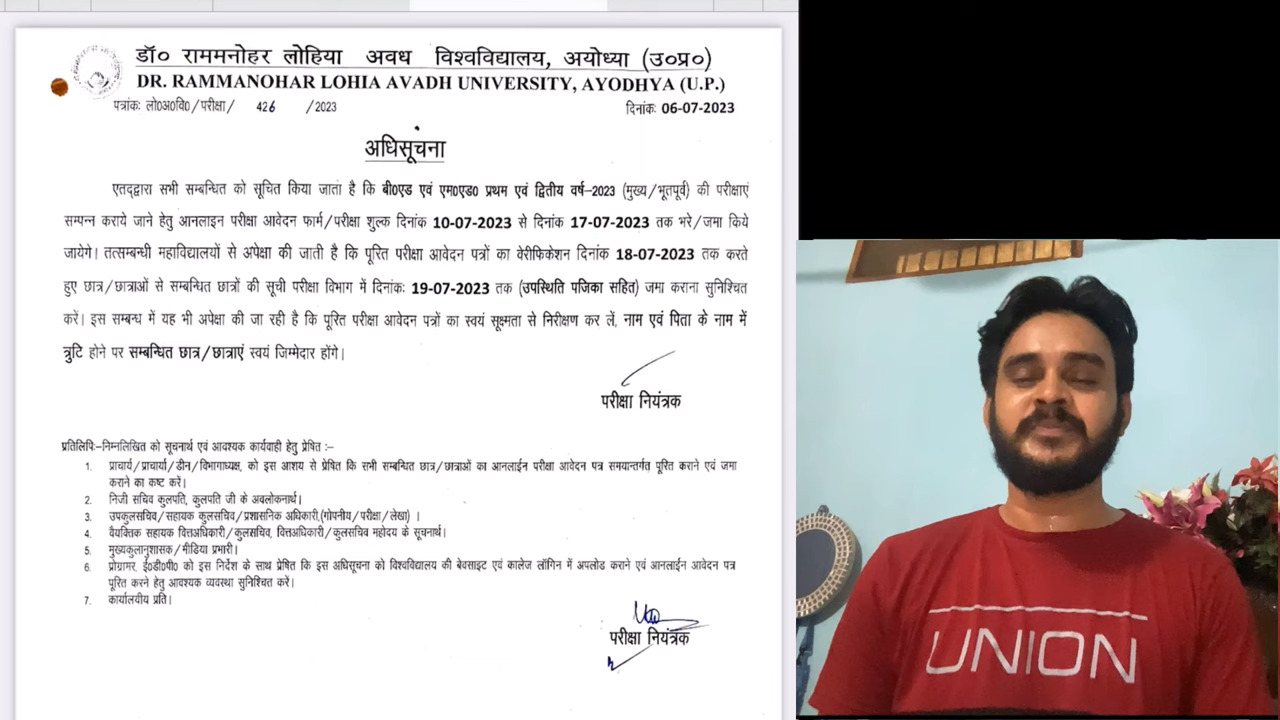 डॉ० राममनोहर लोहिया अवध विश्वविद्यालय, अयोध्या (उ०प्र०)
DR. RAMMANOHAR LOHIA AVADH UNIVERSITY, AYODHYA (U.P.)
पत्रांकः लो0अ0वि0/परीक्षा/ 426 /2023 दिनांकः 06-07-2023
अधिसूचना
एतद्द्वारा सभी सम्बन्धित को सूचित किया जाता है कि बी0एड एवं एम0एड0 प्रथम एवं द्वितीय वर्ष–2023 (मुख्य/भूतपूर्व) की परीक्षाएं
सम्पन्न कराये जाने हेतु आनलाइन परीक्षा आवेदन फार्म/परीक्षा शुल्क दिनांक 10-07-2023 से दिनांक 17-07-2023 तक भरे/जमा किये
जायेगे। तत्सम्बन्धी महाविद्यालयों से अपेक्षा की जाती है कि पूरित परीक्षा आवेदन पत्रों का वेरीफिकेशन दिनांक 18-07-2023 तक करते
हुए छात्र/छात्राओं से सम्बन्धित छात्रों की सूची परीक्षा विभाग में दिनांकः 19-07-2023 तक (उपस्थिति पजिका सहित) जमा कराना सुनिश्चित
करें। इस सम्बन्ध में यह भी अपेक्षा की जा रही है कि पूरित परीक्षा आवेदन पत्रों का स्वयं सूक्ष्मता से निरीक्षण कर लें, नाम एवं पिता के नाम में
त्रुटि होने पर सम्बन्धित छात्र/छात्राएं स्वयं जिम्मेदार होंगे।
परीक्षा नियंत्रक
प्रतिलिपिः–निम्नलिखित को सूचनार्थ एवं आवश्यक कार्यवाही हेतु प्रेषित :–
1. प्राचार्य/प्राचार्या/डीन/विभागाध्यक्ष, को इस आशय से प्रेषित कि सभी सम्बन्धित छात्र/छात्राओं का आनलाईन परीक्षा आवेदन पत्र समयान्तर्गत पूरित कराने एवं जमा
कराने का कष्ट करें।
2. निजी सचिव कुलपति, कुलपति जी के अवलोकनार्थ।
3. उपकुलसचिव/सहायक कुलसचिव/प्रशासनिक अधिकारी,(गोपनीय/परीक्षा/लेखा) ।
4. वैयक्तिक सहायक वित्तअधिकारी/कुलसचिव, वित्तअधिकारी/कुलसचिव महोदय के सूचनार्थ।
5. मुख्यकुलानुशासक/मीडिया प्रभारी।
6. प्रोग्रामर, ई0डी0पी0 को इस निर्देश के साथ प्रेषित कि इस अधिसूचना को विश्वविद्यालय की बेवसाइट एवं कालेज लॉगिन में अपलोड कराने एवं आनलाईन आवेदन पत्र
पूरित करने हेतु आवश्यक व्यवस्था सुनिश्चित करें।
7. कार्यालयीय प्रति।
परीक्षा नियंत्रक
UNION